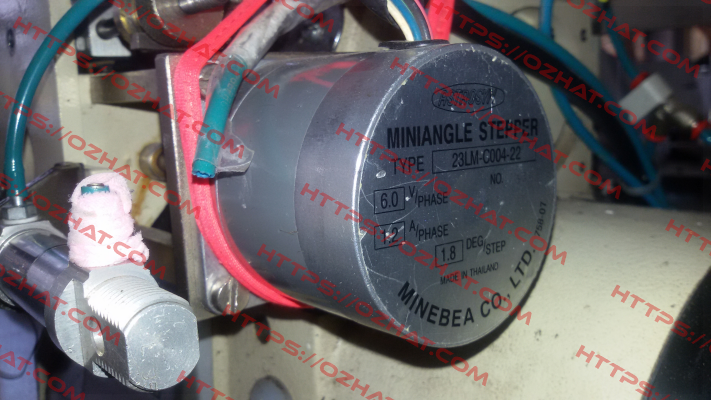 ASTROSYN
MINIANGLE STEPPER
TYPE 23LM-C004-22
NO.
6.0 V/PHASE
1.2 A/PHASE
1.8 DEG/STEP
MADE IN THAILAND
MINEBEA CO., LTD.
HTTPS://OZHAT.COM